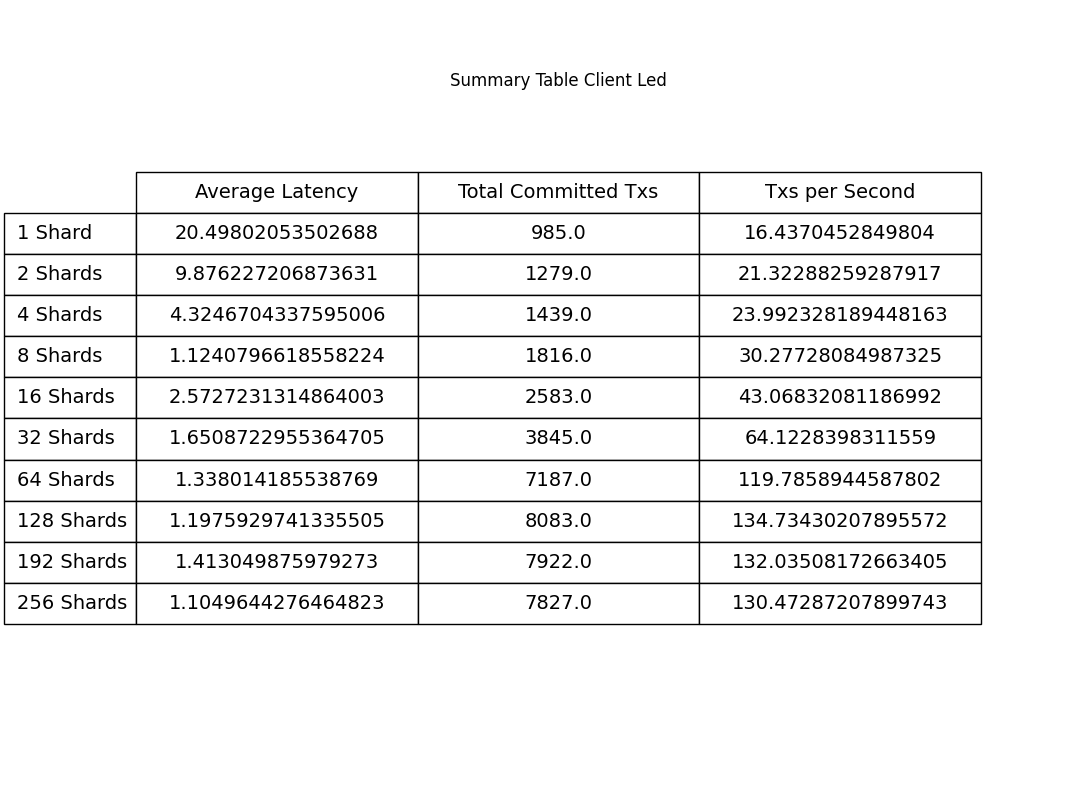 Summary Table Client Led
Average Latency Total Committed Txs Txs per Second
1 Shard 20.49802053502688 985.0 16.4370452849804
2 Shards 9.876227206873631 1279.0 21.32288259287917
4 Shards 4.3246704337595006 1439.0 23.992328189448163
8 Shards 1.1240796618558224 1816.0 30.27728084987325
16 Shards 2.5727231314864003 2583.0 43.06832081186992
32 Shards 1.6508722955364705 3845.0 64.1228398311559
64 Shards 1.338014185538769 7187.0 119.7858944587802
128 Shards 1.1975929741335505 8083.0 134.73430207895572
192 Shards 1.413049875979273 7922.0 132.03508172663405
256 Shards 1.1049644276464823 7827.0 130.47287207899743